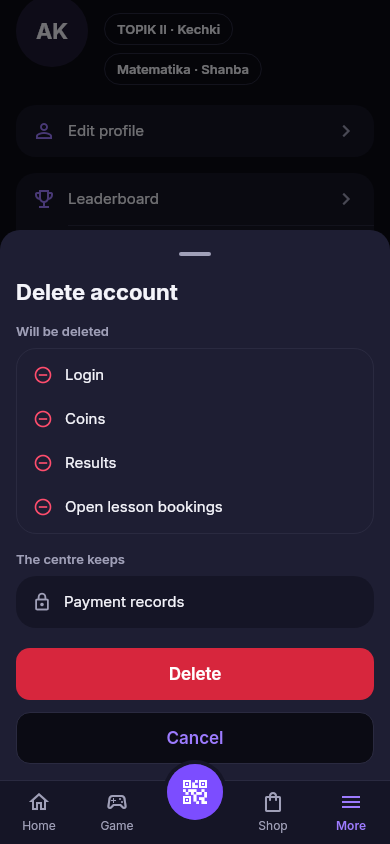 AK
TOPIK II · Kechki
Matematika · Shanba
Edit profile
Leaderboard
Delete account
Will be deleted
Login
Coins
Results
Open lesson bookings
The centre keeps
Payment records
Delete
Cancel
Home
Game
Shop
More